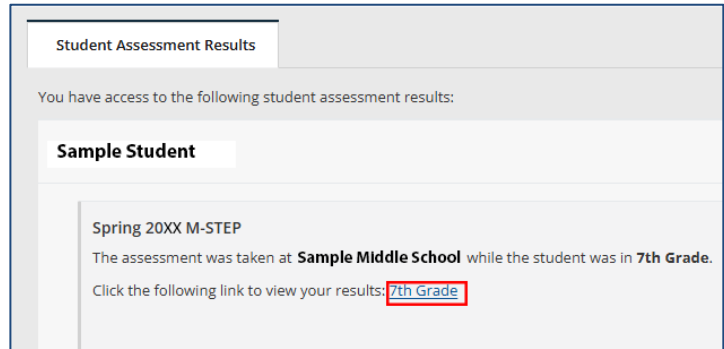 Student Assessment Results
You have access to the following student assessment results:
Sample Student
Spring 20XX M-STEP
The assessment was taken at Sample Middle School while the student was in 7th Grade.
Click the following link to view your results: 7th Grade